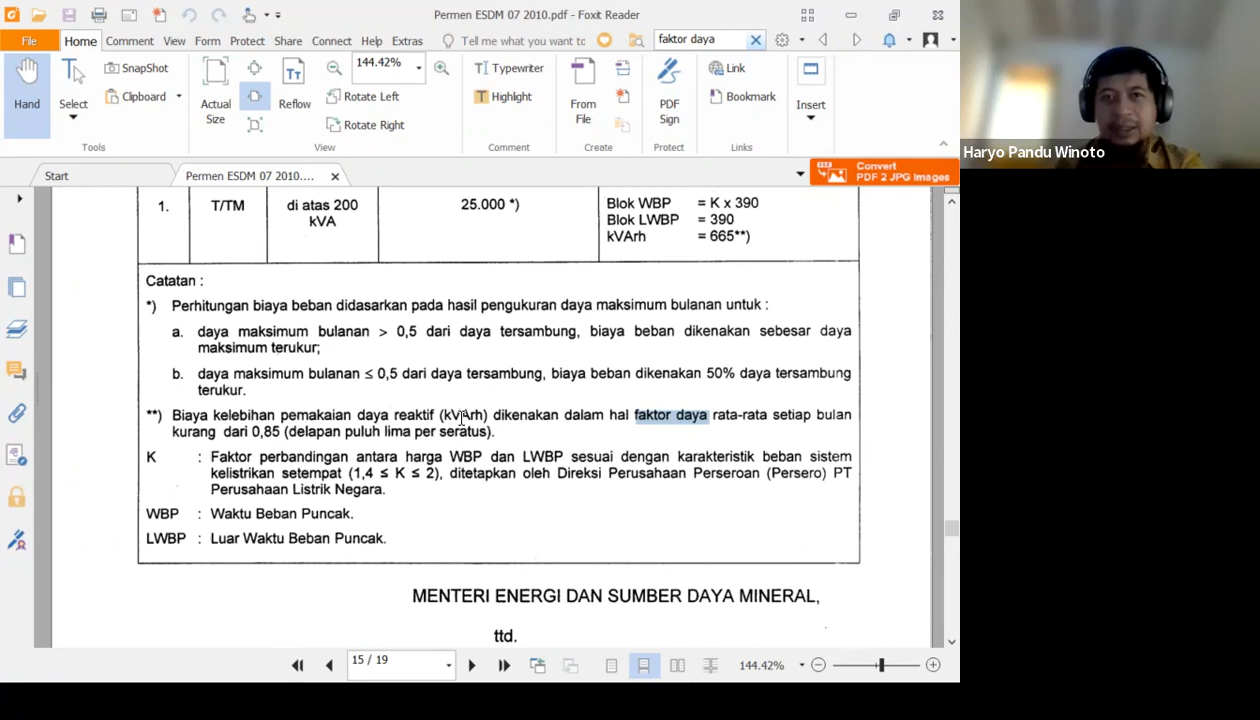 Permen ESDM 07 2010.pdf - Foxit Reader
File Home Comment View Form Protect Share Connect Help Extras Tell me what you want to faktor daya
Hand
Select
SnapShot
Clipboard
Tools
Actual Size
Reflow
144.42%
Rotate Left
Rotate Right
View
Typewriter
Highlight
Comment
From File
Create
PDF Sign
Protect
Link
Bookmark
Links
Insert
Haryo Pandu Winoto
Start
Permen ESDM 07 2010....
Convert
PDF 2 JPG Images
1. T/TM di atas 200 25.000 *) Blok WBP = K x 390
kVA Blok LWBP = 390
kVArh = 665**)
Catatan :
*) Perhitungan biaya beban didasarkan pada hasil pengukuran daya maksimum bulanan untuk :
a. daya maksimum bulanan > 0,5 dari daya tersambung, biaya beban dikenakan sebesar daya
maksimum terukur;
b. daya maksimum bulanan ≤ 0,5 dari daya tersambung, biaya beban dikenakan 50% daya tersambung
terukur.
**) Biaya kelebihan pemakaian daya reaktif (kVArh) dikenakan dalam hal faktor daya rata-rata setiap bulan
kurang dari 0,85 (delapan puluh lima per seratus).
K : Faktor perbandingan antara harga WBP dan LWBP sesuai dengan karakteristik beban sistem
kelistrikan setempat (1,4 ≤ K ≤ 2), ditetapkan oleh Direksi Perusahaan Perseroan (Persero) PT
Perusahaan Listrik Negara.
WBP : Waktu Beban Puncak.
LWBP : Luar Waktu Beban Puncak.
MENTERI ENERGI DAN SUMBER DAYA MINERAL,
ttd.
15 / 19
144.42%